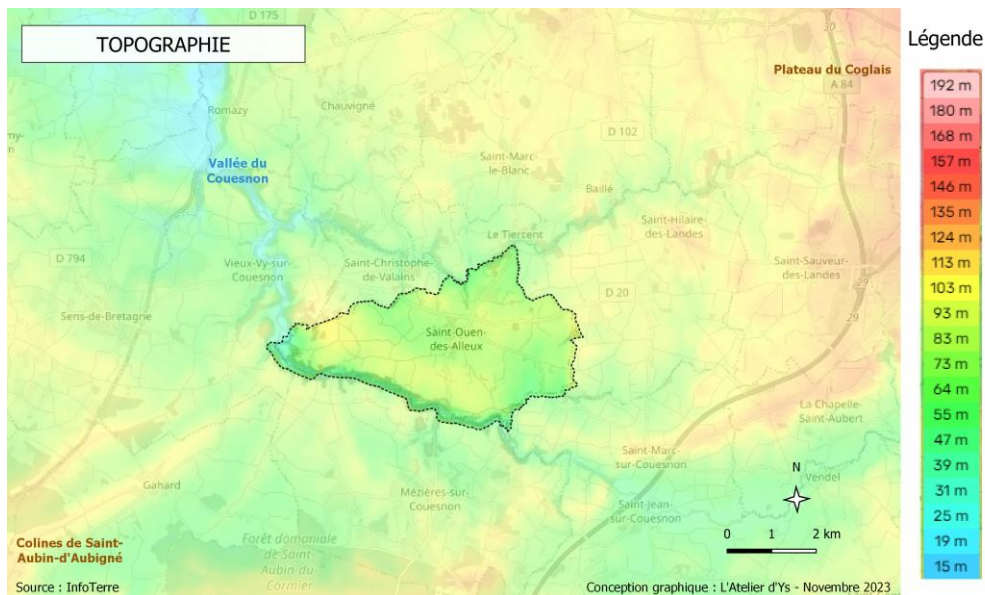 TOPOGRAPHIE
D 175
Légende
Plateau du Coglais
A 84
30
Romazy
Chauvigné
D 102
Vallée du
Couesnon
Saint-Marc-
le-Blanc
Baillé
Saint-Hilaire-
des-Landes
Le Tiercent
D 794
Vieux-Vy-sur-
Couesnon
Saint-Christophe-
de-Valains
Saint-Sauveur-
des-Landes
29
D 20
Sens-de-Bretagne
29
Saint-Ouen-
des-Alleux
La Chapelle-
Saint-Aubert
Saint-Marc-
sur-Couesnon
Vendel
Gahard
Mézières-sur-
Couesnon
Saint-Jean-
sur-Couesnon
N
0 1 2 km
Colines de Saint-
Aubin-d'Aubigné
Forêt domaniale
de Saint-
Aubin du
Cormier
Source : InfoTerre
Conception graphique : L'Atelier d'Ys - Novembre 2023
192 m
180 m
168 m
157 m
146 m
135 m
124 m
113 m
103 m
93 m
83 m
73 m
64 m
55 m
47 m
39 m
31 m
25 m
19 m
15 m